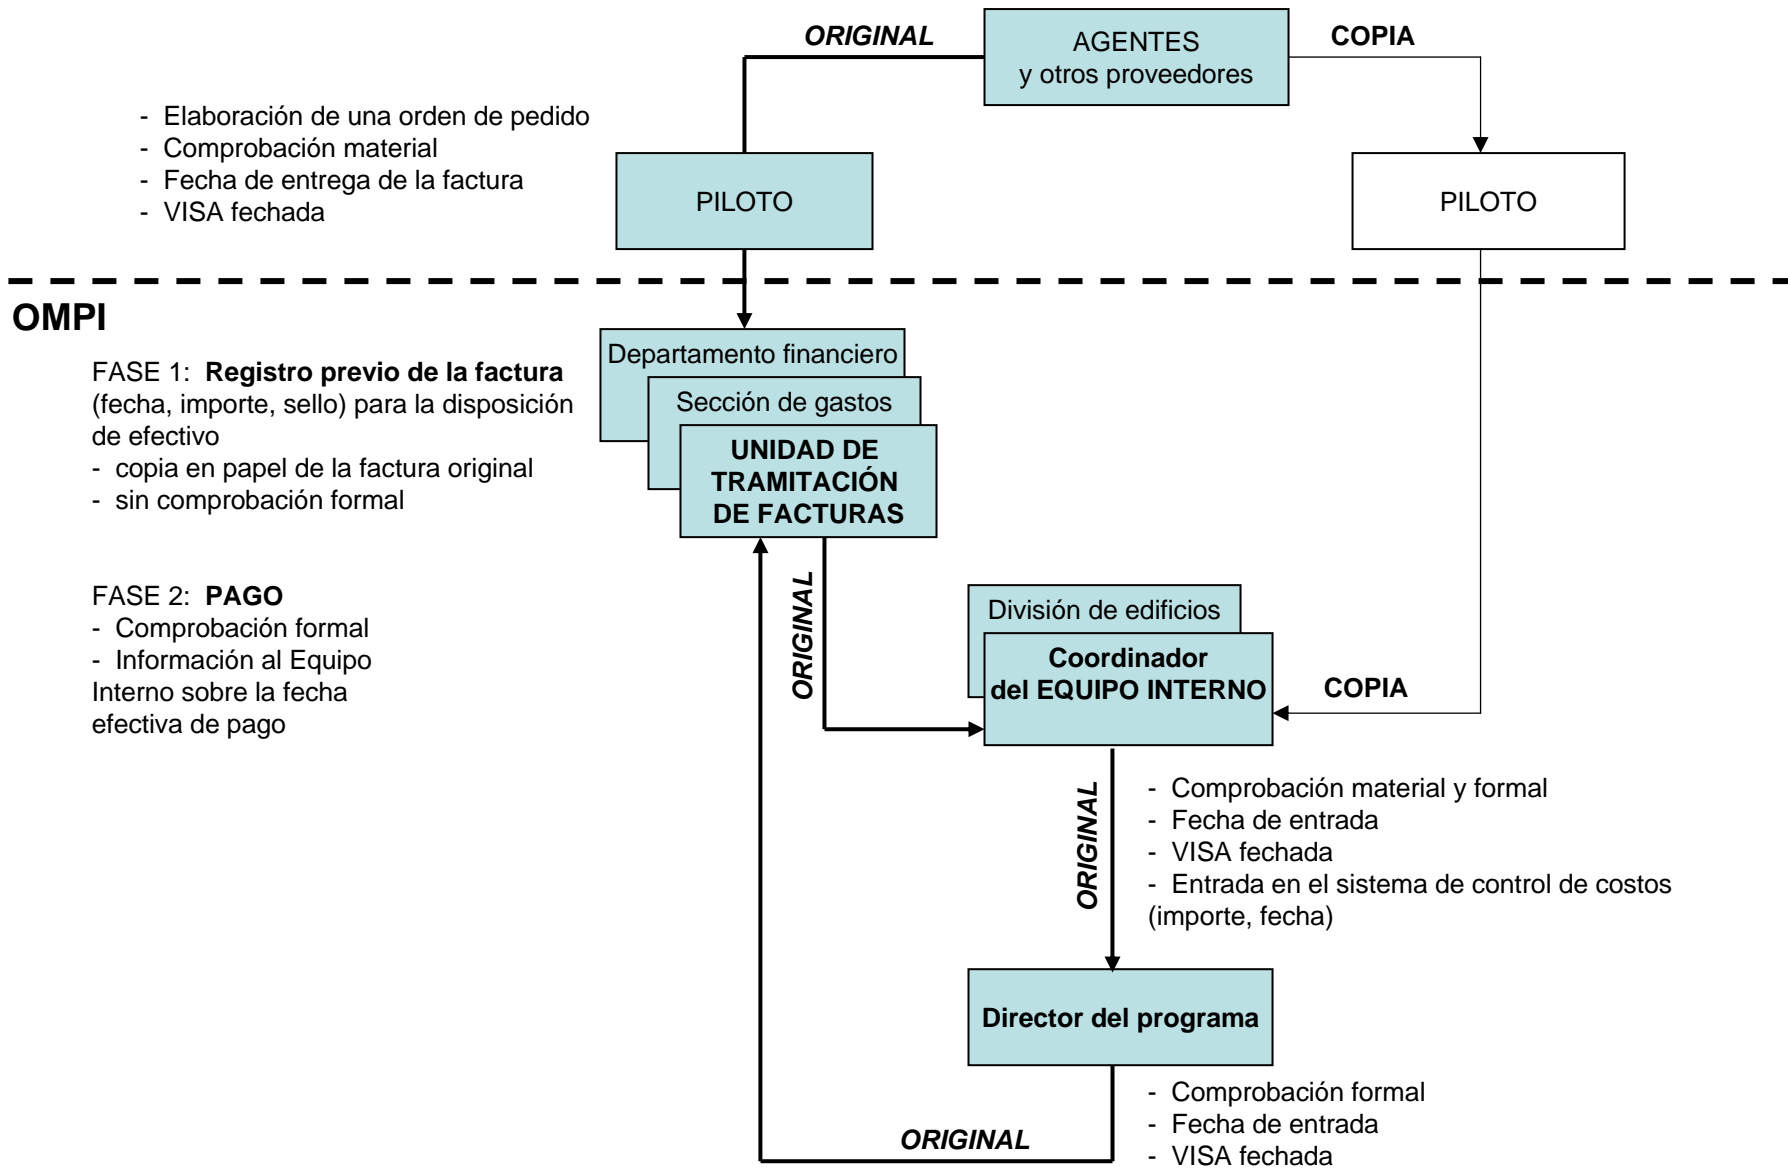 ORIGINAL
AGENTES
y otros proveedores
COPIA
- Elaboración de una orden de pedido
- Comprobación material
- Fecha de entrega de la factura
- VISA fechada
PILOTO
PILOTO
OMPI
FASE 1: Registro previo de la factura
(fecha, importe, sello) para la disposición
de efectivo
- copia en papel de la factura original
- sin comprobación formal
Departamento financiero
Sección de gastos
UNIDAD DE
TRAMITACIÓN
DE FACTURAS
FASE 2: PAGO
- Comprobación formal
- Información al Equipo
Interno sobre la fecha
efectiva de pago
ORIGINAL
División de edificios
Coordinador
del EQUIPO INTERNO
COPIA
ORIGINAL
- Comprobación material y formal
- Fecha de entrada
- VISA fechada
- Entrada en el sistema de control de costos
(importe, fecha)
Director del programa
- Comprobación formal
- Fecha de entrada
- VISA fechada
ORIGINAL